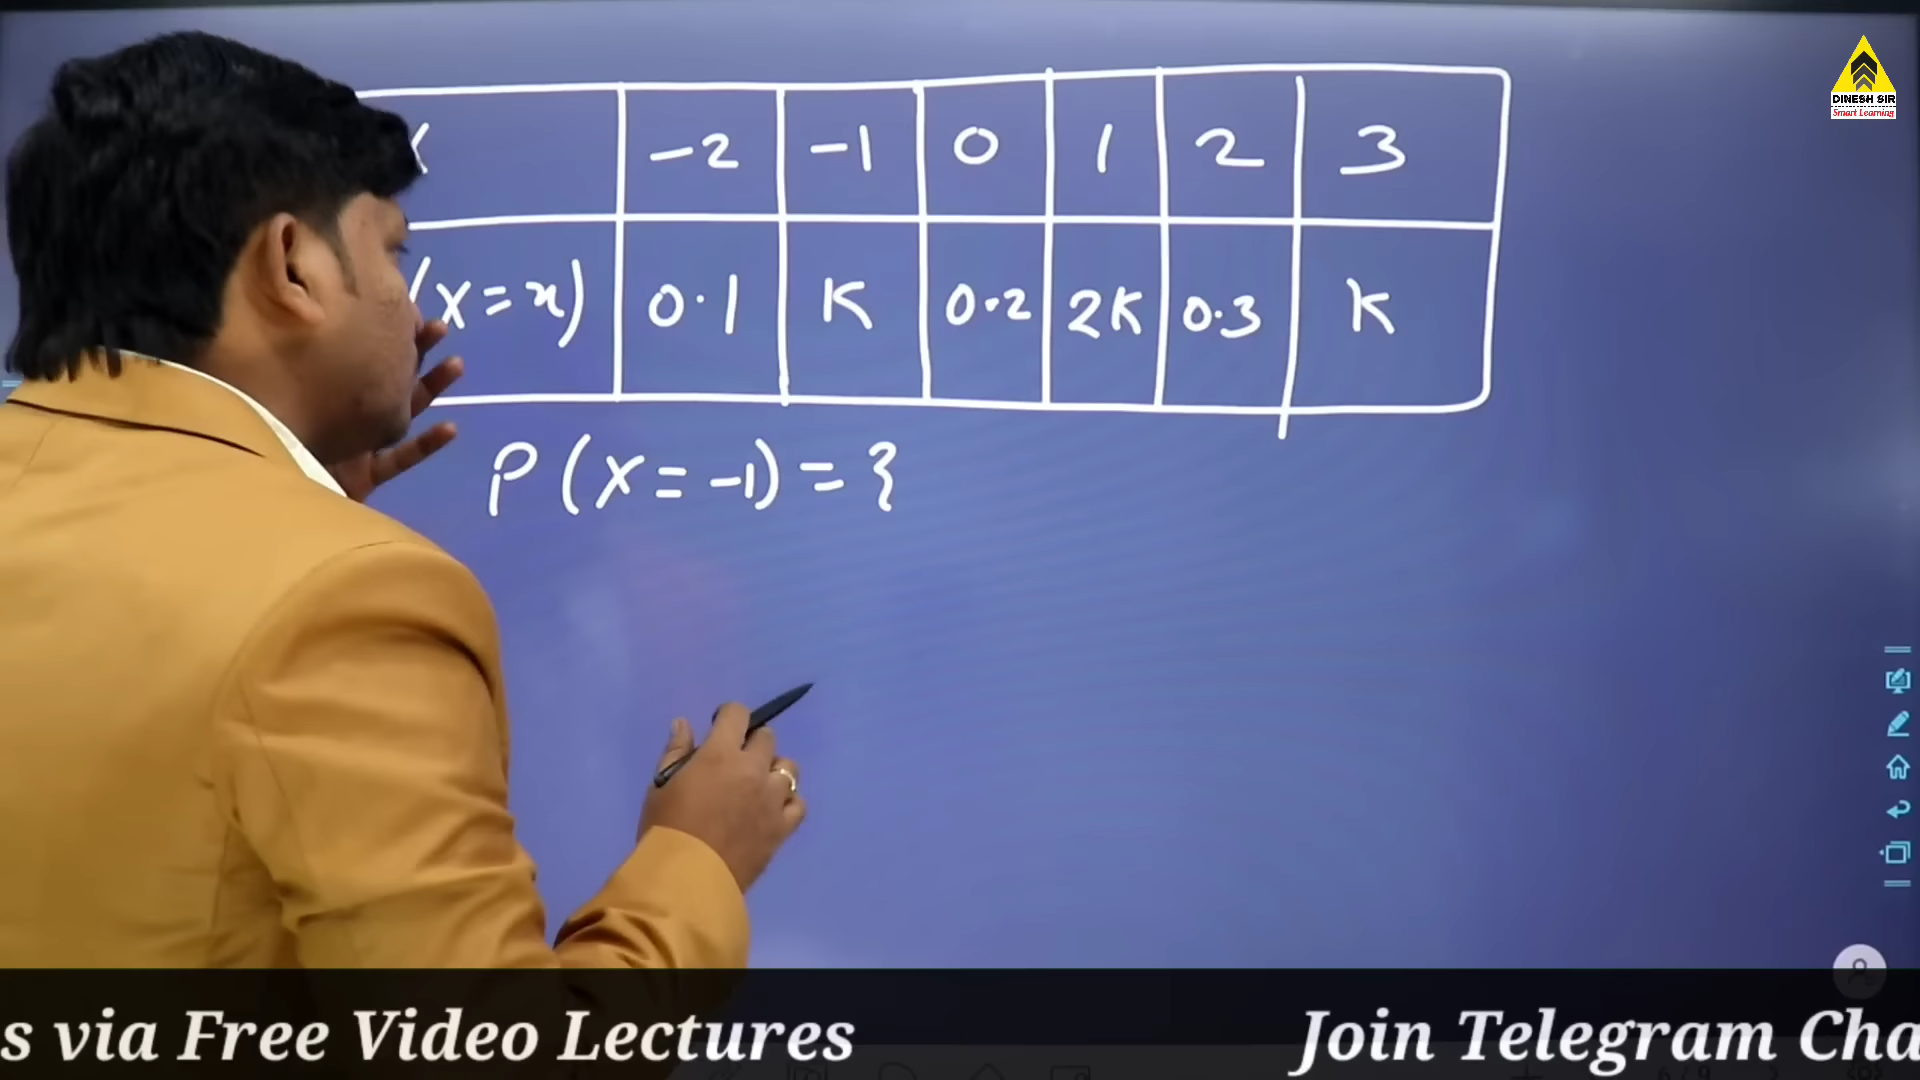 X -2 -1 0 1 2 3
(X=x) 0.1 K 0.2 2K 0.3 K
P(X=-1)=?
DINESH SIR
Smart Learning
s via Free Video Lectures Join Telegram Cha